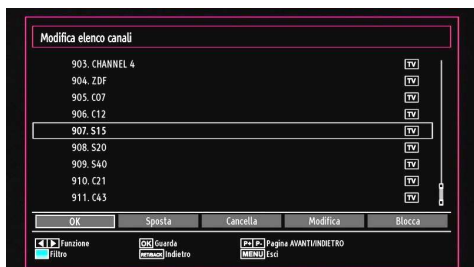 Modifica elenco canali
903. CHANNEL 4 TV
904. ZDF TV
905. C07 TV
906. C12 TV
907. S15 TV
908. S20 TV
909. S40 TV
910. C21 TV
911. C43 TV
OK Sposta Cancella Modifica Blocca
Funzione OK Guarda P+ P- Pagina AVANTI/INDIETRO
Filtro RET/BACK Indietro MENU Esci